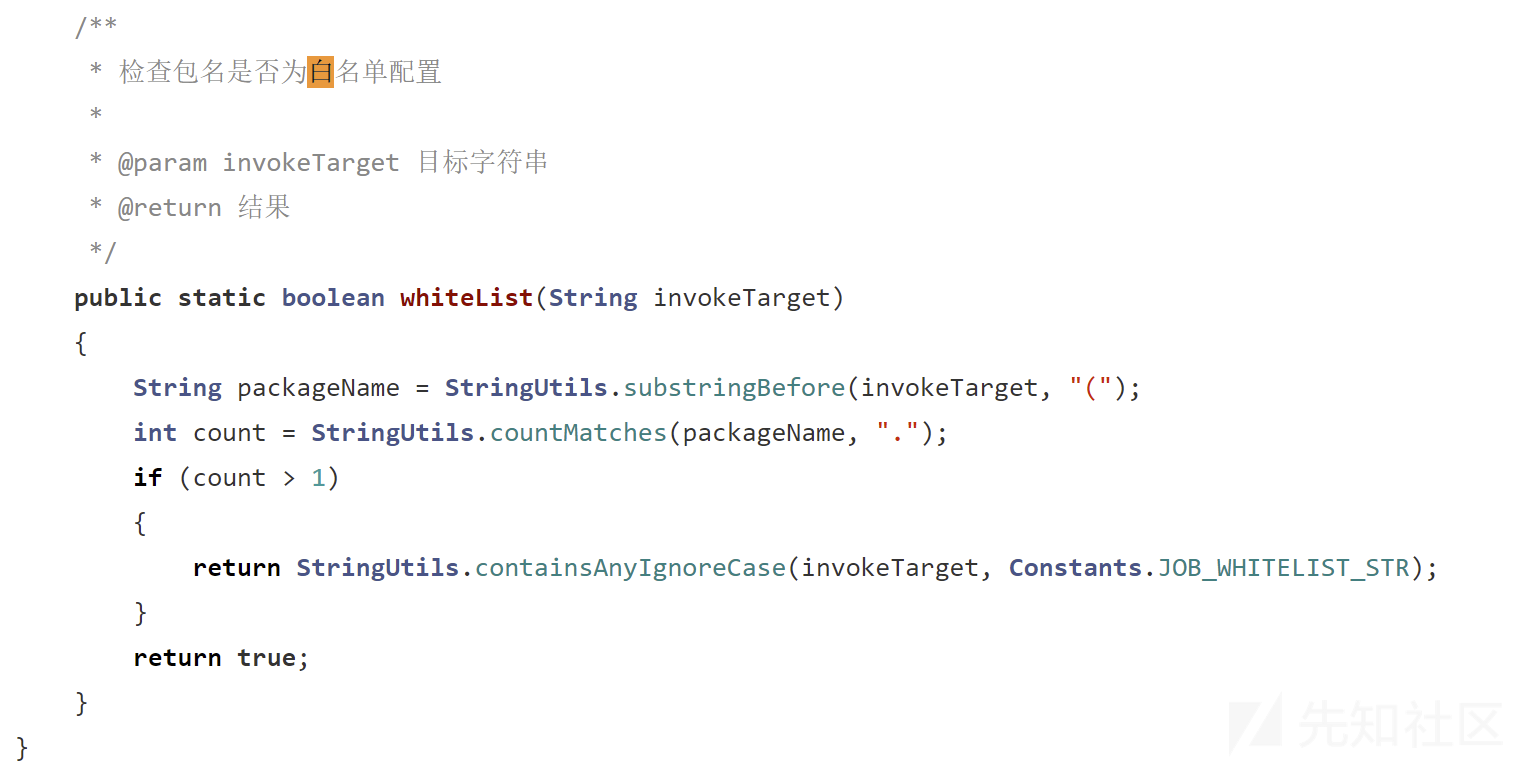 /**
* 检查包名是否为白名单配置
*
* @param invokeTarget 目标字符串
* @return 结果
*/
public static boolean whiteList(String invokeTarget)
{
String packageName = StringUtils.substringBefore(invokeTarget, "(");
int count = StringUtils.countMatches(packageName, ".");
if (count > 1)
{
return StringUtils.containsAnyIgnoreCase(invokeTarget, Constants.JOB_WHITELIST_STR);
}
return true;
}
}
先知社区